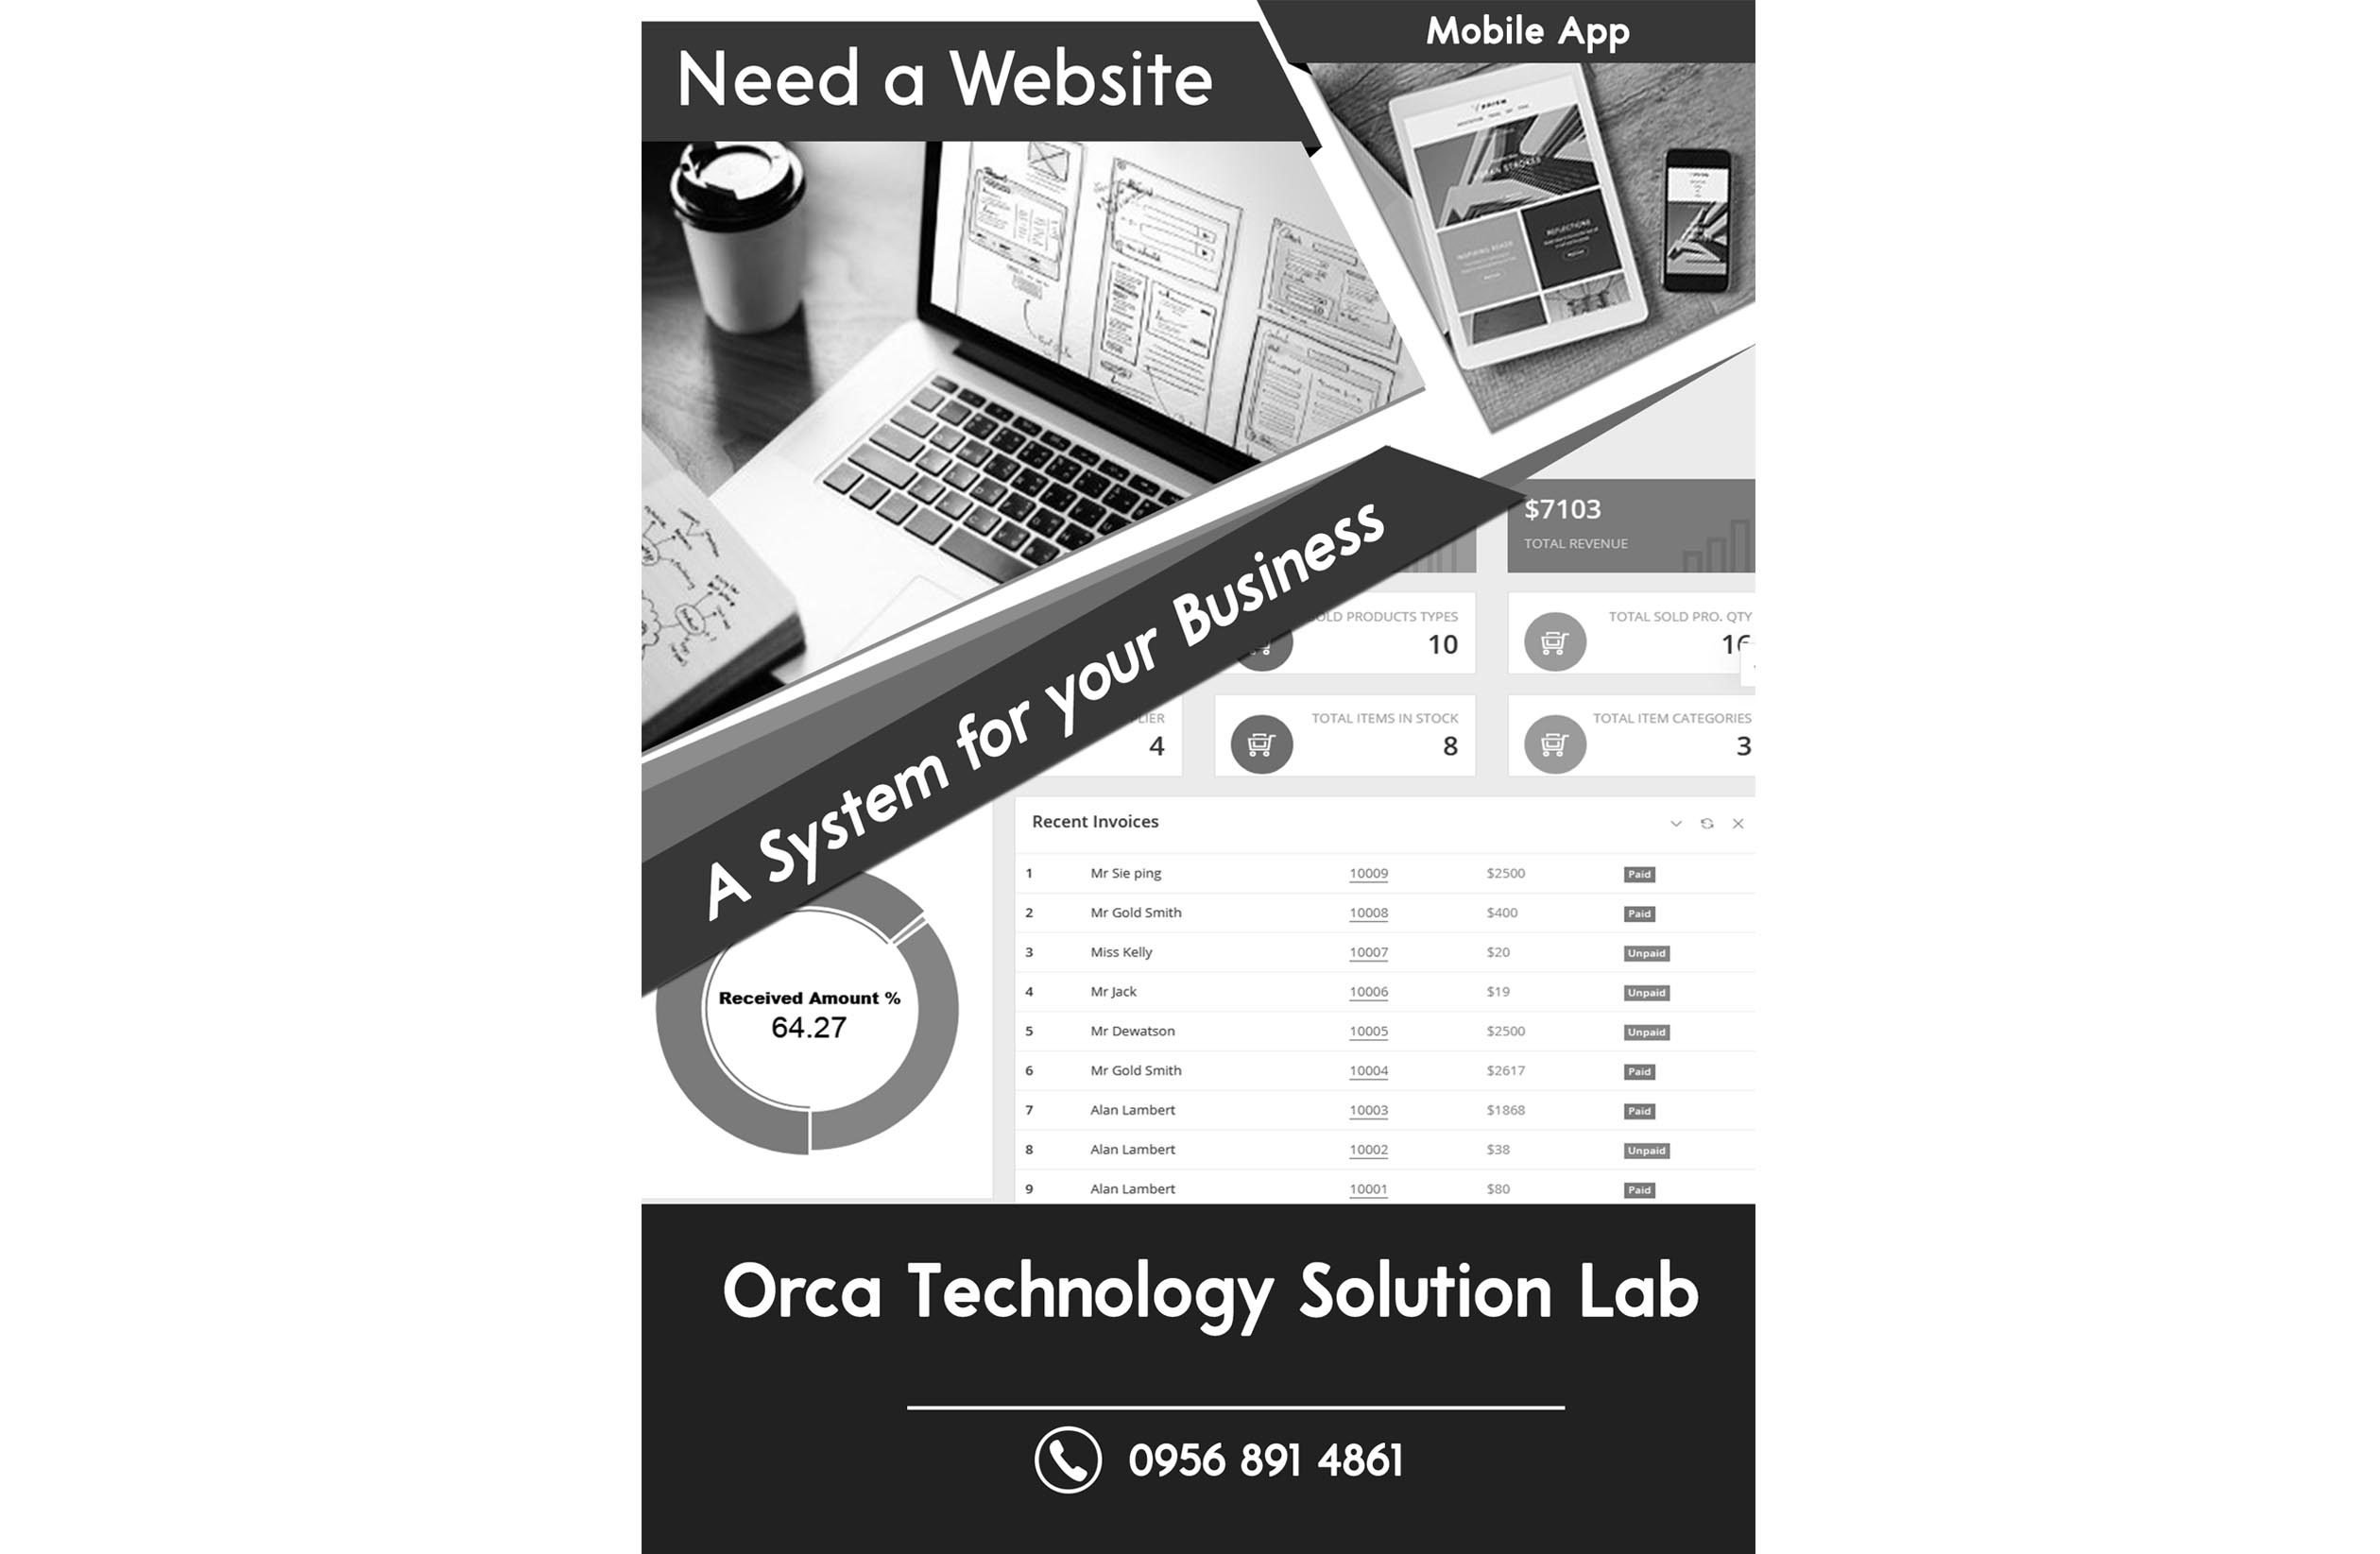 Mobile App
Need a Website
REFLECTIONS
A System for your Business
$7103
TOTAL REVENUE
PRODUCTS TYPES
10
TOTAL SOLD PRO. QTY
4
TOTAL ITEMS IN STOCK
8
TOTAL ITEM CATEGORIES
3
Recent Invoices
1 Mr Sie ping 10009 $2500 Paid
2 Mr Gold Smith 10008 $400 Paid
3 Miss Kelly 10007 $20 Unpaid
4 Mr Jack 10006 $19 Unpaid
5 Mr Dewatson 10005 $2500 Unpaid
6 Mr Gold Smith 10004 $2617 Paid
7 Alan Lambert 10003 $1868 Paid
8 Alan Lambert 10002 $38 Unpaid
9 Alan Lambert 10001 $80 Paid
Received Amount %
64.27
Orca Technology Solution Lab
0956 891 4861